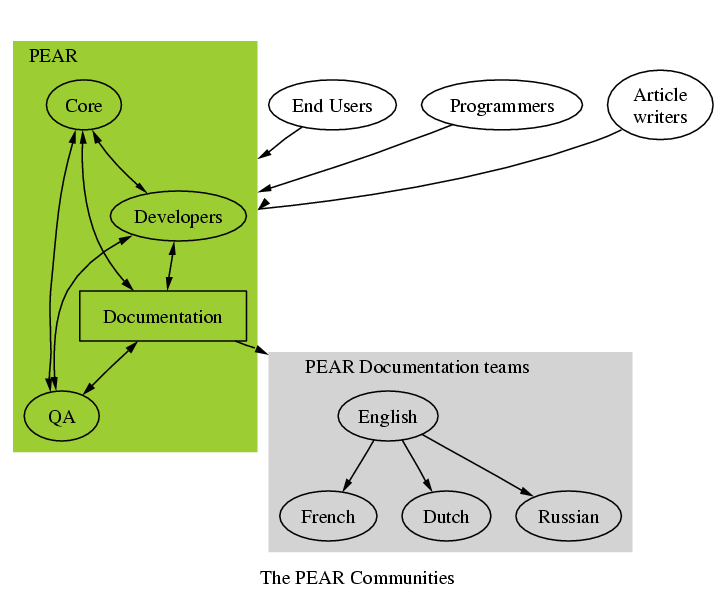 PEAR
Core
End Users
Programmers
Article
writers
Developers
Documentation
PEAR Documentation teams
QA
English
French
Dutch
Russian
The PEAR Communities